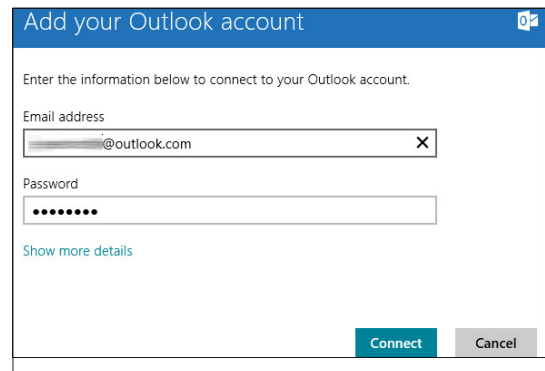 Add your Outlook account
Enter the information below to connect to your Outlook account.
Email address
@outlook.com
Password
Show more details
Connect Cancel